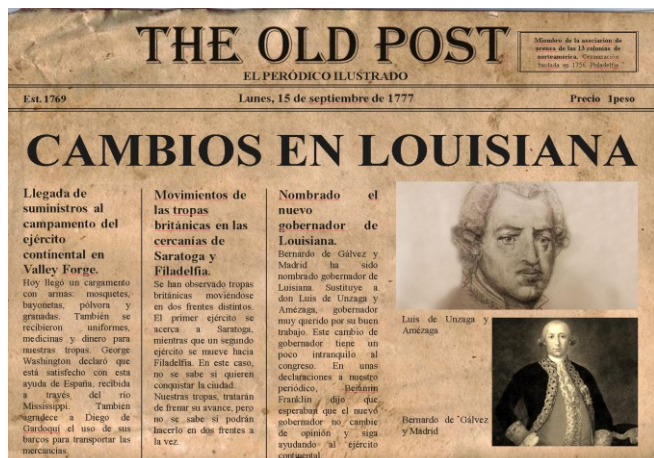 THE OLD POST
EL PERIÓDICO ILUSTRADO
Miembro de la asociación de
prensa de las 13 colonias de
norteamérica.
fundada en 1756.
Est. 1769
Lunes, 15 de septiembre de 1777
Precio 1peso
CAMBIOS EN LOUISIANA
Llegada de
suministros al
campamento del
ejército
continental en
Valley Forge.
Hoy llegó un cargamento
con armas: mosquetes,
bayonetas, pólvora y
granadas. También se
recibieron uniformes,
medicinas y dinero para
nuestras tropas. George
Washington declaró que
está satisfecho con esta
ayuda de España, recibida
a través del río
Mississippi. También
agradece a Diego de
Gardoqui el uso de sus
barcos para transportar las
mercancías.
Movimientos de
las tropas
británicas en las
cercanías de
Saratoga y
Filadelfia.
Se han observado tropas
británicas moviéndose
en dos frentes distintos.
El primer ejército se
acerca a Saratoga,
mientras que un segundo
ejército se mueve hacia
Filadelfia. En este caso,
no se sabe si quieren
conquistar la ciudad.
Nuestras tropas, tratarán
de frenar su avance, pero
no se sabe si podrán
hacerlo en dos frentes a
la vez.
Nombrado el
nuevo
gobernador de
Louisiana.
Bernardo de Gálvez y
Madrid ha sido
nombrado gobernador de
Luisiana. Sustituye a
don Luis de Unzaga y
Amézaga, gobernador
muy querido por su buen
trabajo. Este cambio de
gobernador tiene un
poco intranquilo al
congreso. En unas
declaraciones a nuestro
periódico, Benjamin
Franklin dijo que
esperaban que el nuevo
gobernador no cambie
de opinión y siga
ayudando al ejército
continental
Luis de Unzaga y
Amézaga
Bernardo de Gálvez
y Madrid